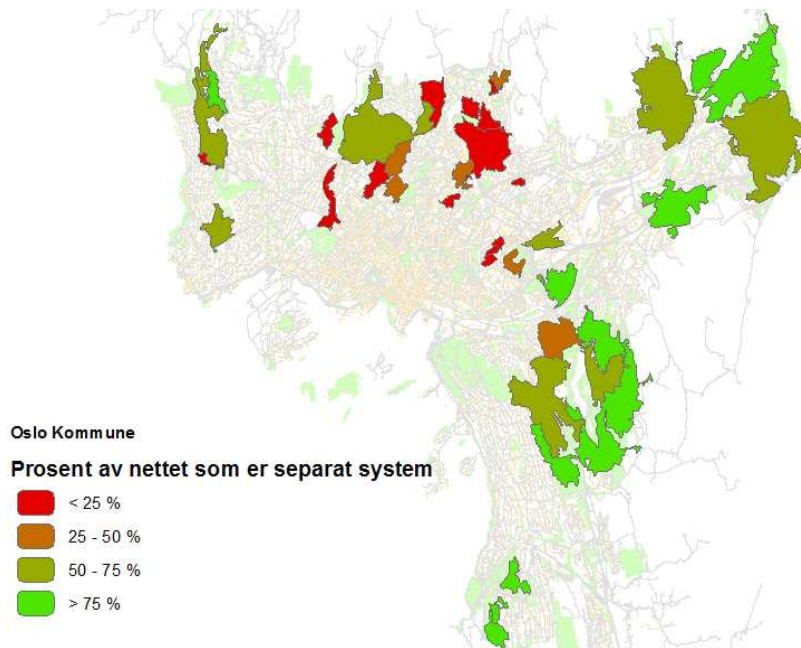 Oslo Kommune
Prosent av nettet som er separat system
< 25 %
25 - 50 %
50 - 75 %
> 75 %